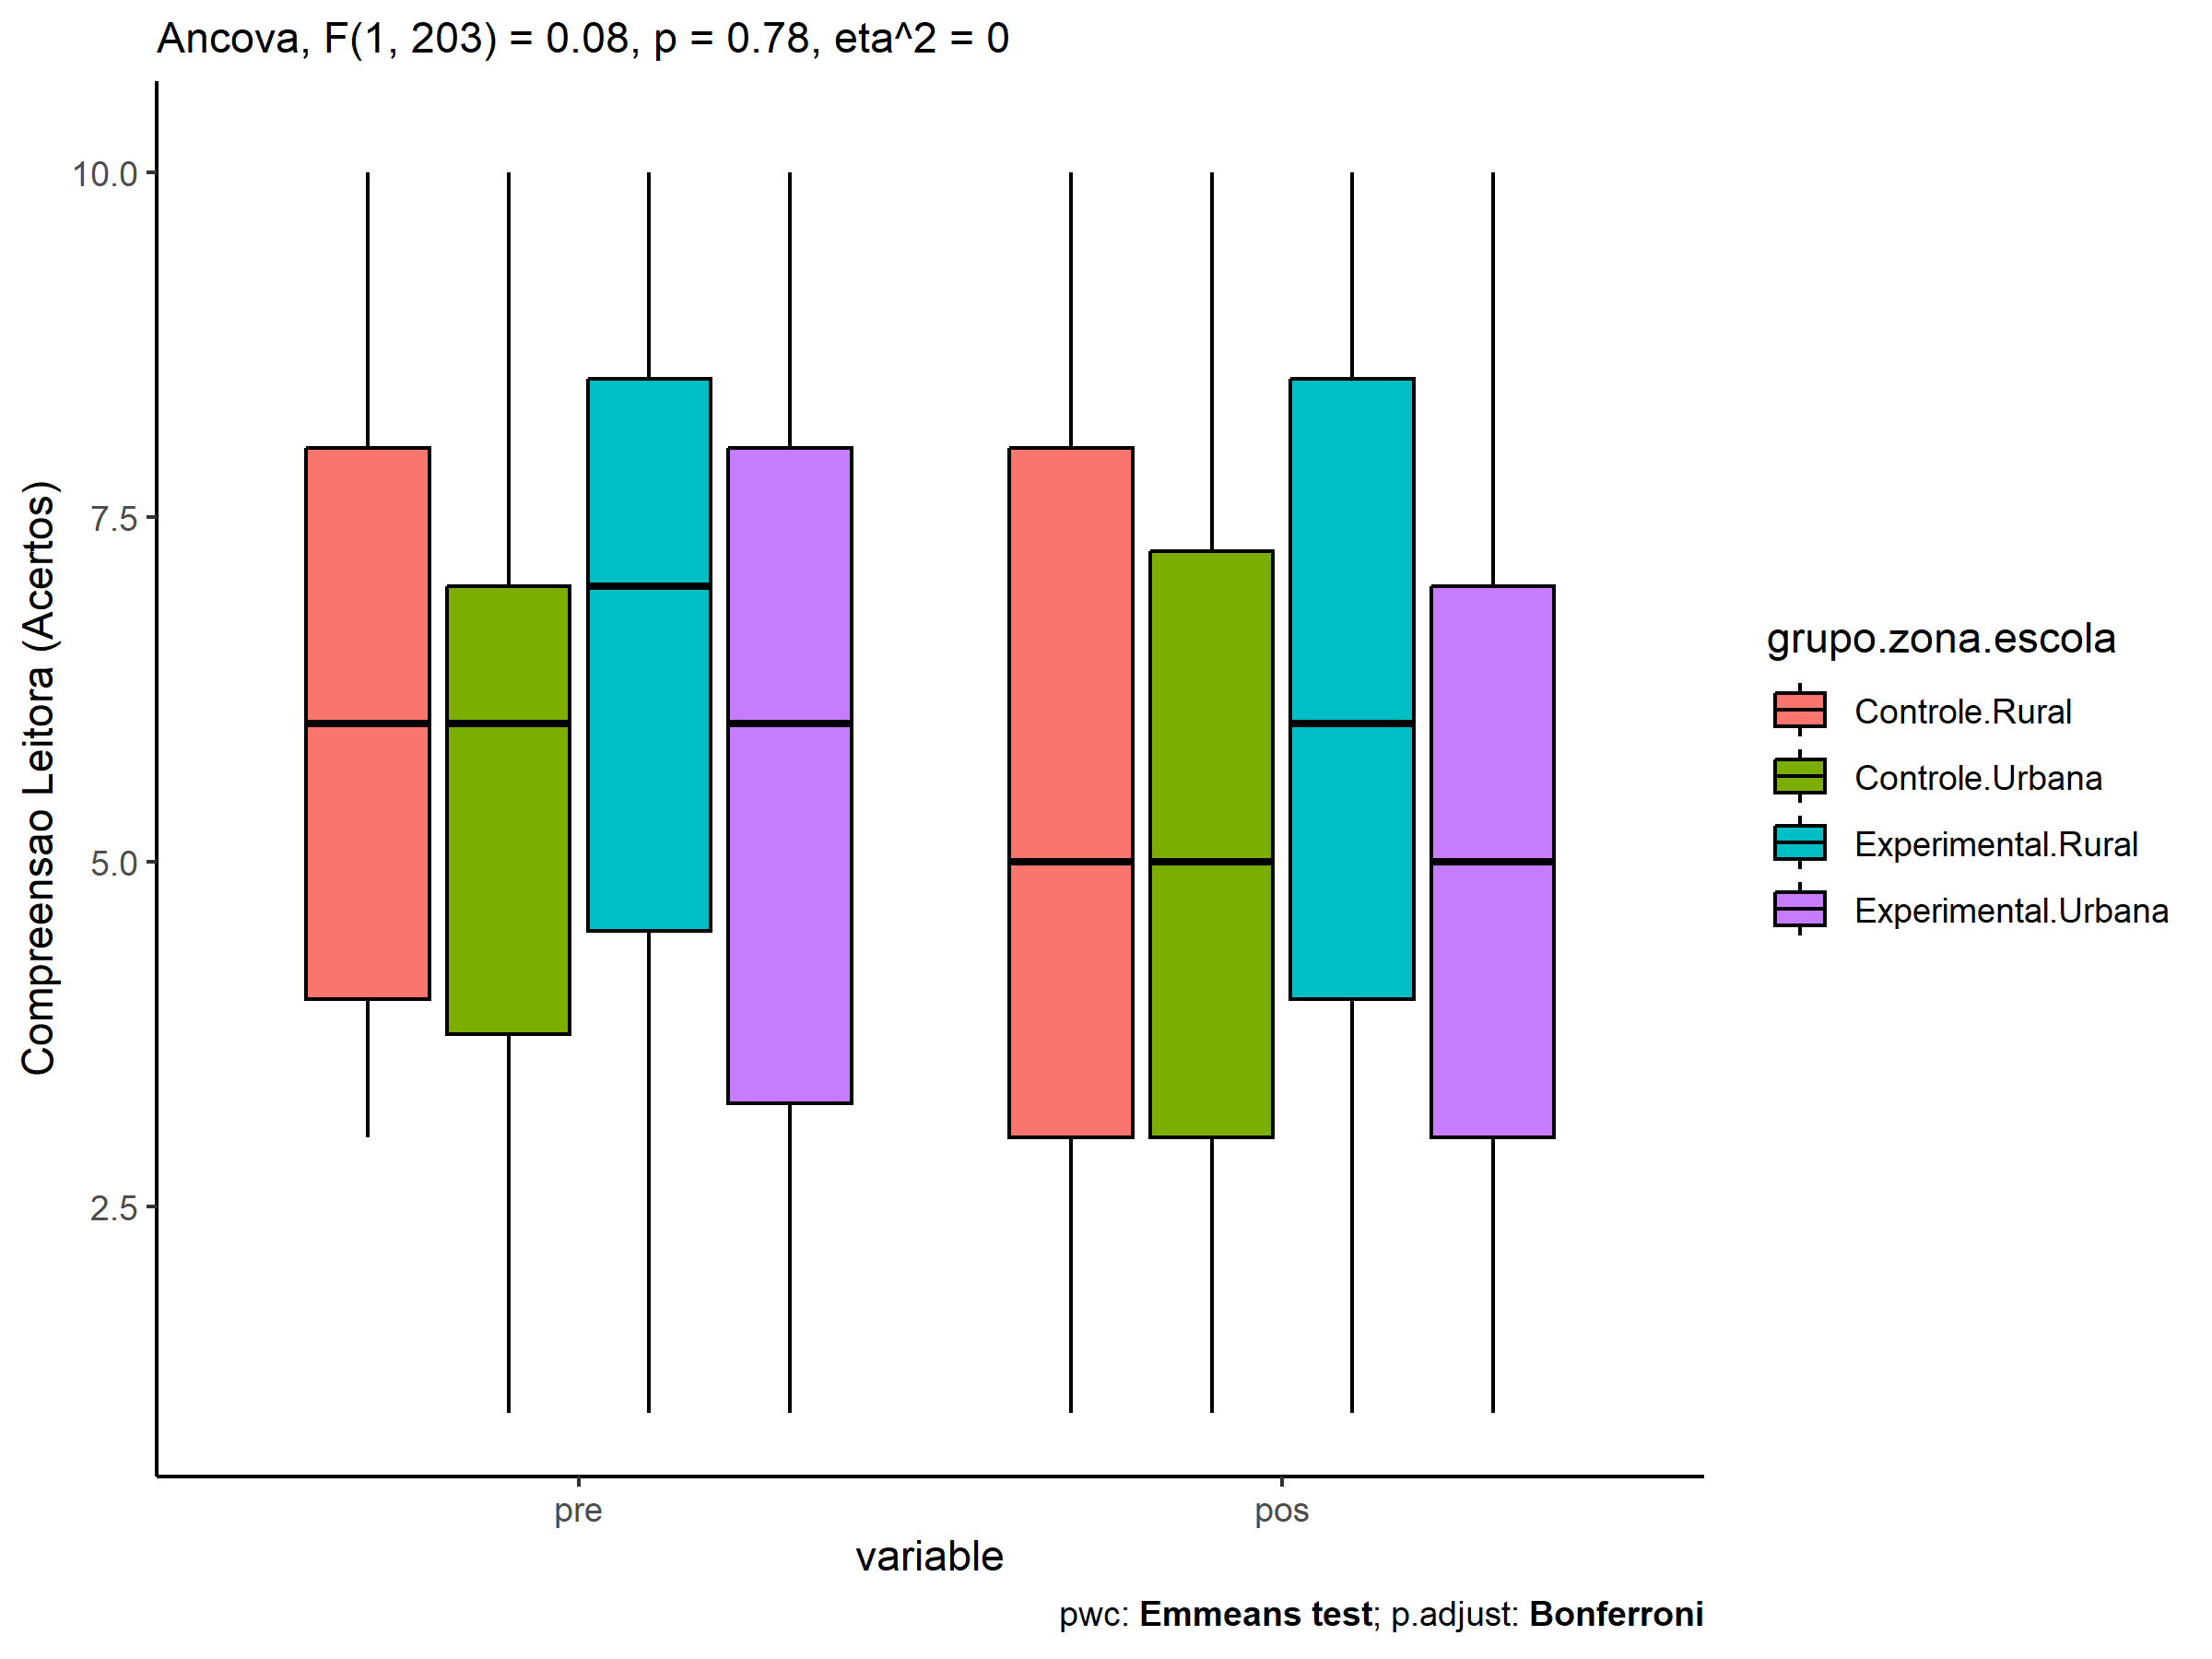 Ancova, F(1, 203) = 0.08, p = 0.78, eta^2 = 0
Compreensao Leitora (Acertos)
10.0
7.5
5.0
2.5
pre
pos
variable
grupo.zona.escola
Controle.Rural
Controle.Urbana
Experimental.Rural
Experimental.Urbana
pwc: Emmeans test; p.adjust: Bonferroni